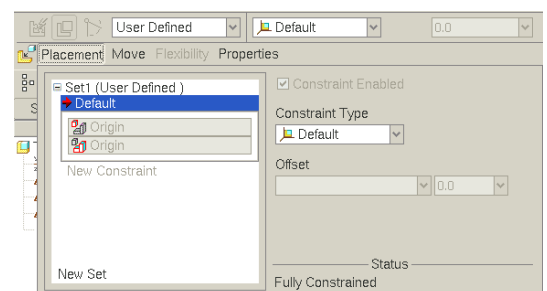 User Defined Default 0.0
Placement Move Flexibility Properties
Set1 (User Defined )
Default
Origin
Origin
New Constraint
New Set
Constraint Enabled
Constraint Type
Default
Offset
0.0
Status
Fully Constrained